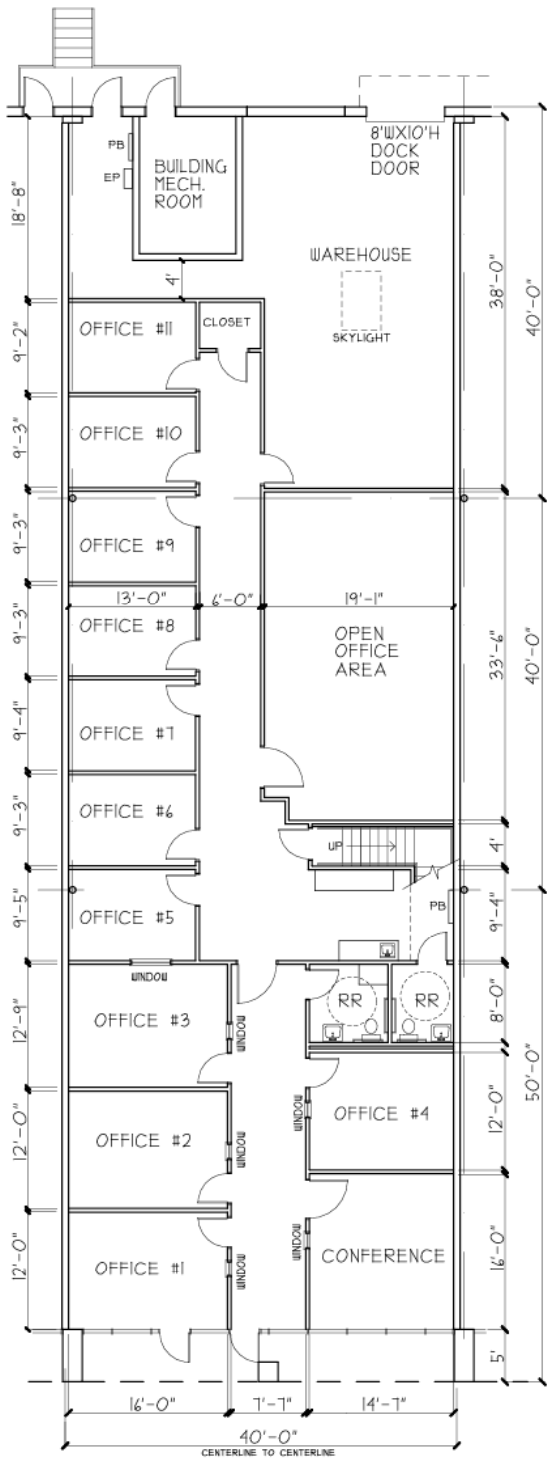 8'WX10'H
DOCK
DOOR
PB
EP
BUILDING
MECH.
ROOM
18'-8"
WAREHOUSE
4'
SKYLIGHT
38'-0"
40'-0"
OFFICE #11
CLOSET
9'-2"
OFFICE #10
9'-3"
OFFICE #9
9'-3"
13'-0"
6'-0"
19'-1"
OFFICE #8
9'-3"
OPEN
OFFICE
AREA
33'-6"
40'-0"
OFFICE #7
9'-4"
OFFICE #6
9'-3"
UP
4'
OFFICE #5
9'-5"
PB
9'-4"
WINDOW
OFFICE #3
12'-9"
WINDOW
RR
RR
8'-0"
OFFICE #2
12'-0"
WINDOW
WINDOW
OFFICE #4
12'-0"
50'-0"
OFFICE #1
12'-0"
WINDOW
WINDOW
CONFERENCE
16'-0"
5'
16'-0"
7'-7"
14'-7"
40'-0"
CENTERLINE TO CENTERLINE